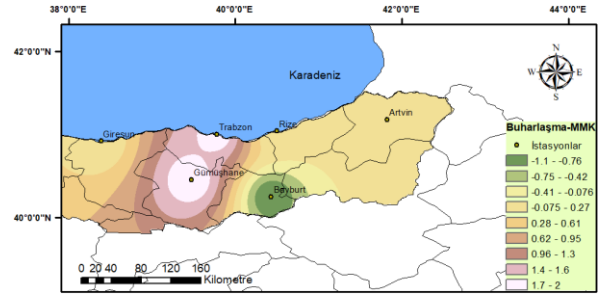 38°0'0"E
40°0'0"E
42°0'0"E
44°0'0"E
42°0'0"N
40°0'0"N
Karadeniz
N
W
E
S
Giresun
Trabzon
Rize
Artvin
Gümüşhane
Bayburt
Buharlaşma-MMK
İstasyonlar
-1.1 - -0.76
-0.75 - -0.42
-0.41 - -0.076
-0.075 - 0.27
0.28 - 0.61
0.62 - 0.95
0.96 - 1.3
1.4 - 1.6
1.7 - 2
0 20 40 80 120 160
Kilometre